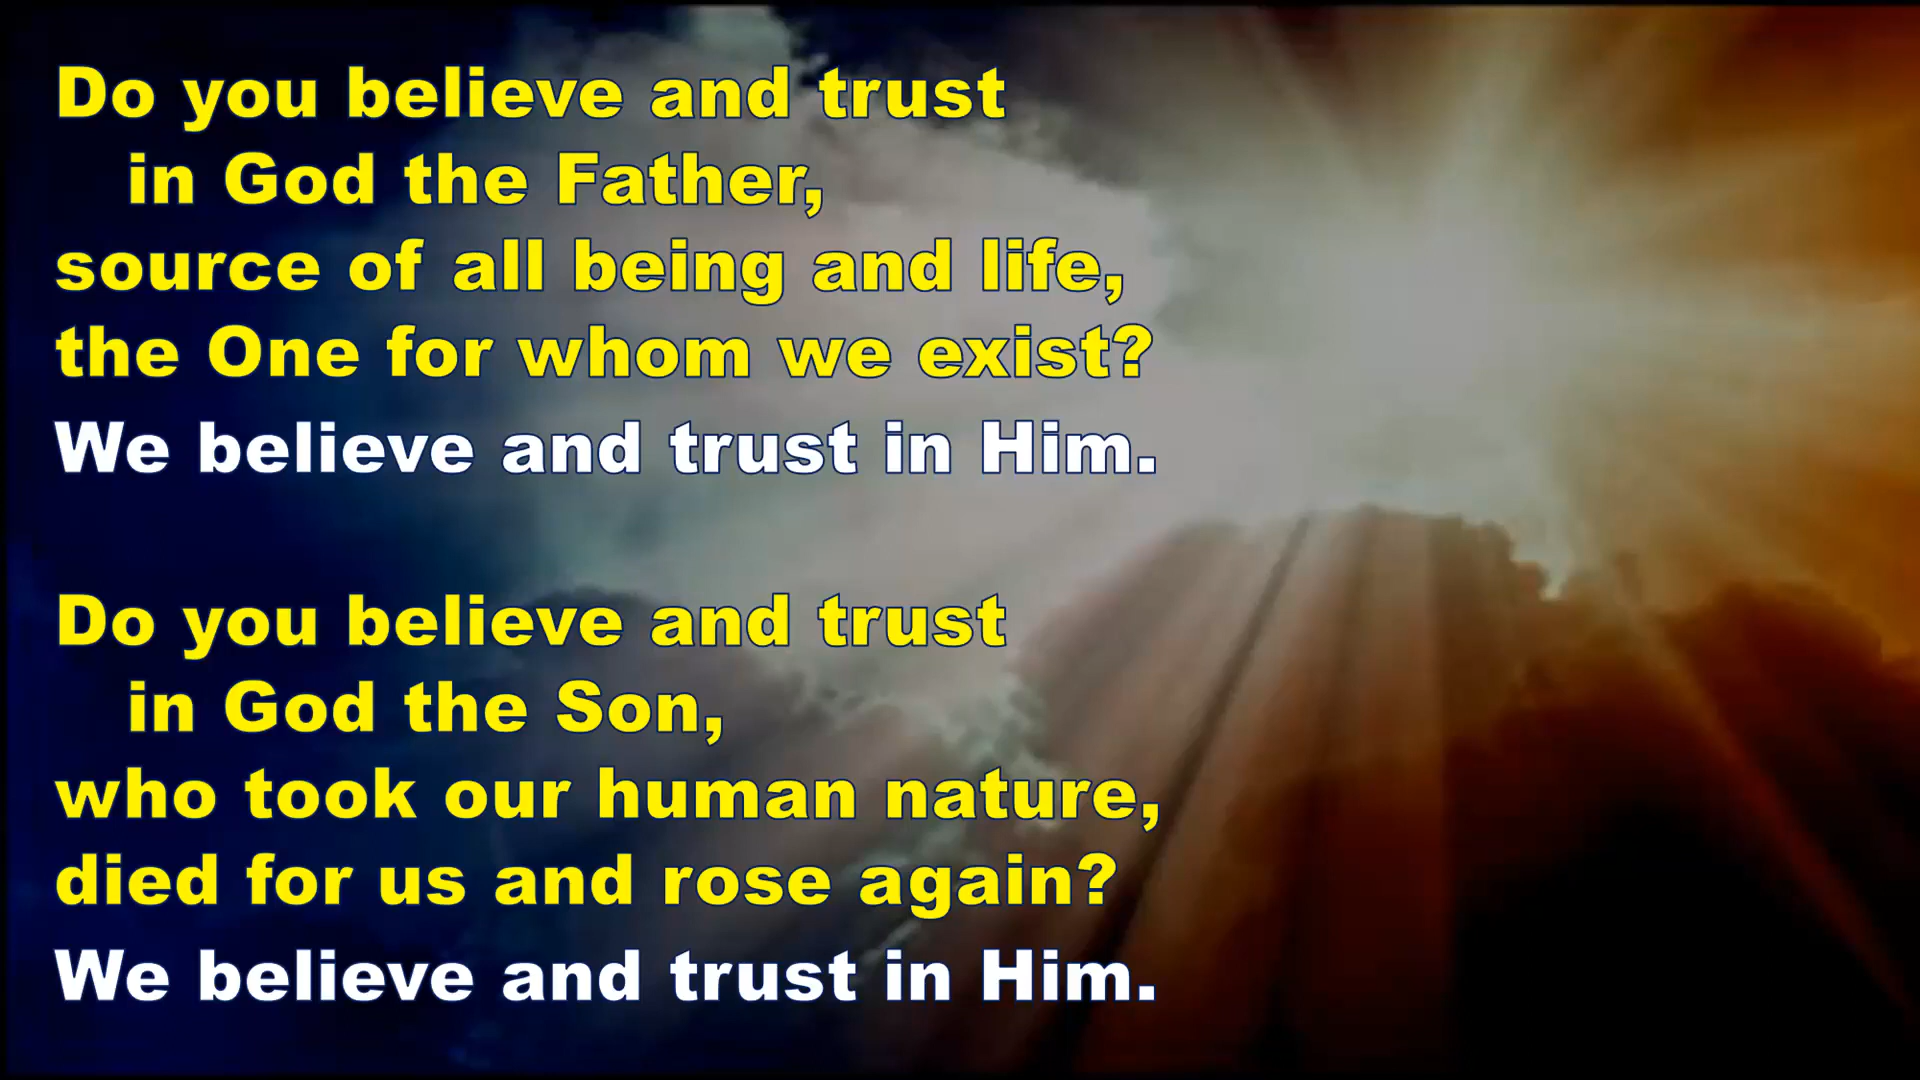 Do you believe and trust
in God the Father,
source of all being and life,
the One for whom we exist?
We believe and trust in Him.
Do you believe and trust
in God the Son,
who took our human nature,
died for us and rose again?
We believe and trust in Him.